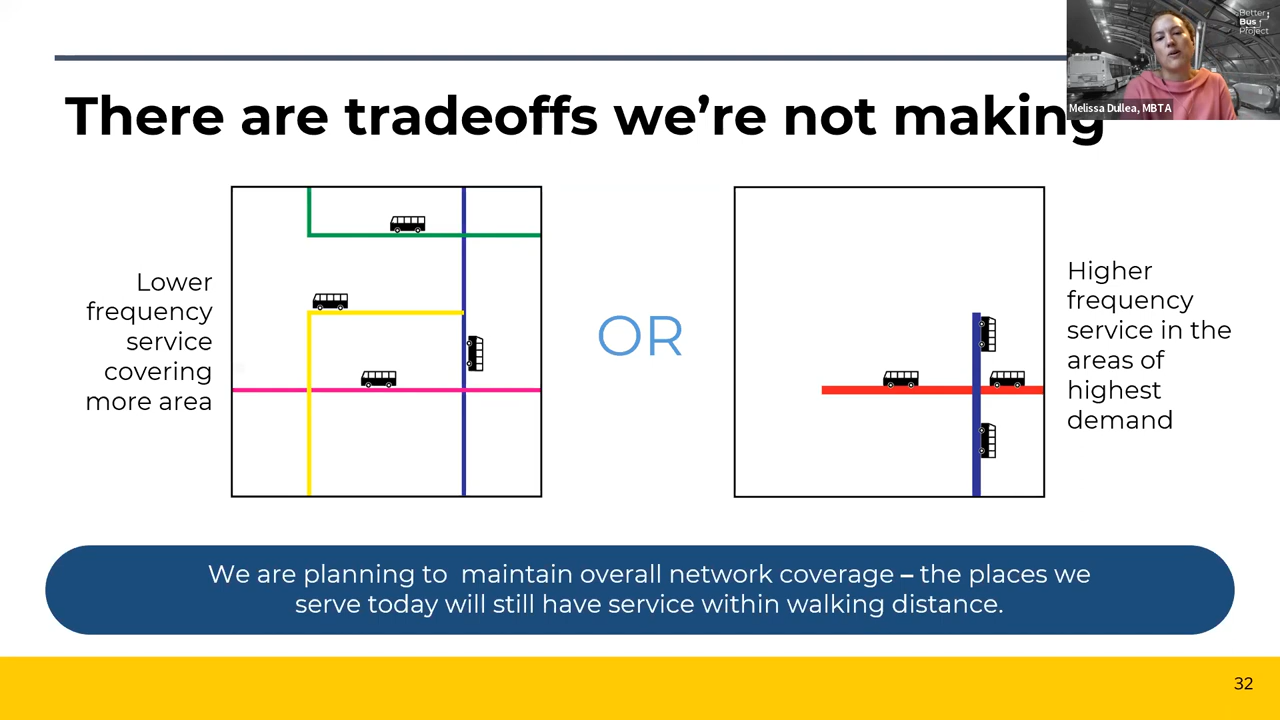 Better
Bus
Project
Melissa Dullea, MBTA
There are tradeoffs we’re not making
Lower
frequency
service
covering
more area
OR
Higher
frequency
service in the
areas of
highest
demand
We are planning to  maintain overall network coverage – the places we
serve today will still have service within walking distance.
32